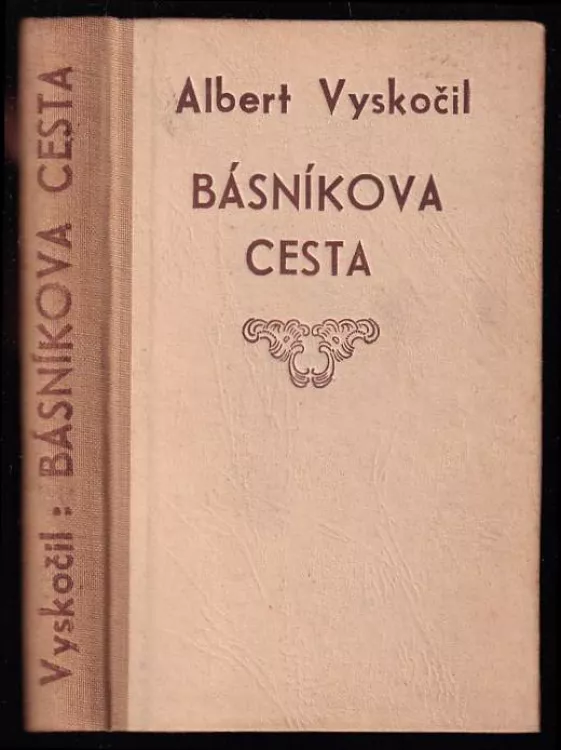 Albert Vyskočil
BÁSNÍKOVA
CESTA
Vyskočil: BÁSNÍKOVA CESTA